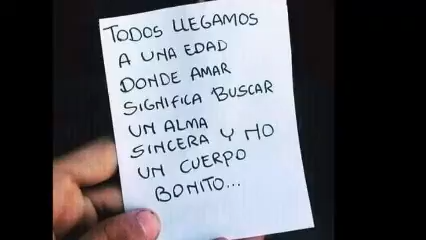 TODOS LLEGAMOS
A UNA EDAD
DONDE AMAR
SIGNIFICA BUSCAR
UN ALMA
SINCERA Y NO
UN CUERPO
BONITO...